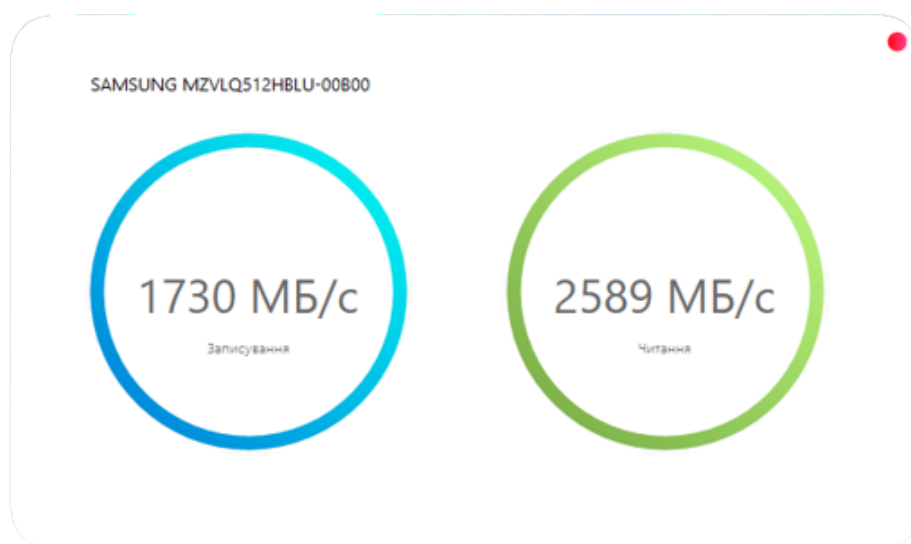 SAMSUNG MZVLQ512HBLU-00B00
1730 МБ/с
Записування
2589 МБ/с
Читання